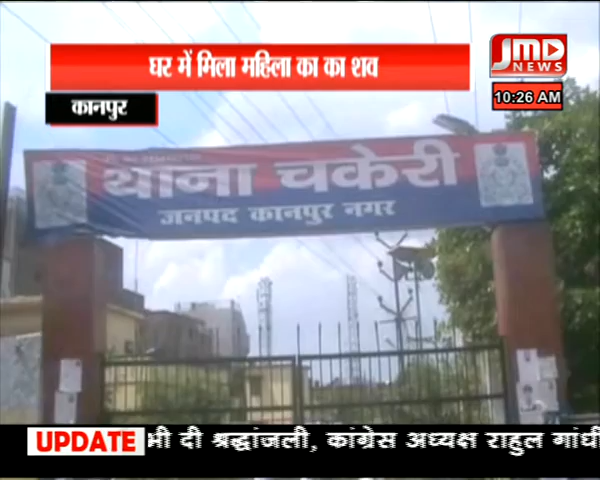 घर में मिला महिला का का शव
JMD
NEWS
कानपुर
10:26 AM
थाना चकेरी
जनपद कानपुर नगर
UPDATE भी दी श्रद्धांजली, कांग्रेस अध्यक्ष राहुल गांधी